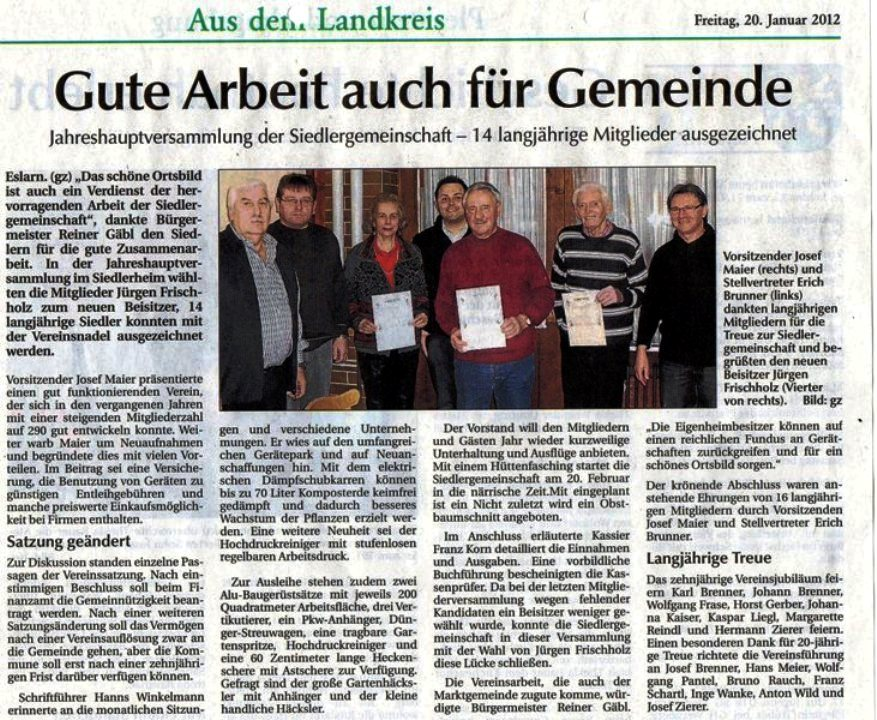 Aus dem Landkreis
Freitag, 20. Januar 2012
Gute Arbeit auch für Gemeinde
Jahreshauptversammlung der Siedlergemeinschaft – 14 langjährige Mitglieder ausgezeichnet
Eslarn. (gz) „Das schöne Ortsbild
ist auch ein Verdienst der her-
vorragenden Arbeit der Siedler-
gemeinschaft“, dankte Bürger-
meister Reiner Gäbl den Sied-
lern für die gute Zusammenar-
beit. In der Jahreshauptver-
sammlung im Siedlerheim wähl-
ten die Mitglieder Jürgen Frisch-
holz zum neuen Beisitzer, 14
langjährige Siedler konnten mit
der Vereinsnadel ausgezeichnet
werden.
Vorsitzender Josef
Maier (rechts) und
Stellvertreter Erich
Brunner (links)
dankten langjährigen
Mitgliedern für die
Treue zur Siedler-
gemeinschaft und be-
grüßten den neuen
Beisitzer Jürgen
Frischholz (Vierter
von rechts). Bild: gz
Vorsitzender Josef Maier präsentierte
einen gut funktionierenden Verein,
der sich in den vergangenen Jahren
mit einer steigenden Mitgliederzahl
auf 290 gut entwickeln konnte. Wei-
ter warb Maier um Neuaufnahmen
und begründete dies mit vielen Vor-
teilen. Im Beitrag sei eine Versiche-
rung, die Benutzung von Geräten zu
günstigen Entleihgebühren und
manche preiswerte Einkaufsmöglich-
keit bei Firmen enthalten.
Satzung geändert
Zur Diskussion standen einzelne Pas-
sagen der Vereinssatzung. Nach ein-
stimmigen Beschluss soll beim Fi-
nanzamt die Gemeinnützigkeit bean-
tragt werden. Nach einer weiteren
Satzungsänderung soll das Vermögen
nach einer Vereinsauflösung zwar an
die Gemeinde gehen, aber die Kom-
mune soll erst nach einer zehnjähri-
gen Frist darüber verfügen können.
Schriftführer Hanns Winkelmann
erinnerte an die monatlichen Sitzun-
gen und verschiedene Unterneh-
mungen. Er wies auf den umfangrei-
chen Gerätepark und auf Neuan-
schaffungen hin. Mit dem elektri-
schen Dämpfschubkarren können
bis zu 70 Liter Komposterde keimfrei
gedämpft und dadurch besseres
Wachstum der Pflanzen erzielt wer-
den. Eine weitere Neuheit sei der
Hochdruckreiniger mit stufenlosen
regelbaren Arbeitsdruck.
Zur Ausleihe stehen zudem zwei
Alu-Baugerüstsätze mit jeweils 200
Quadratmeter Arbeitsfläche, drei Ver-
tikutierer, ein Pkw-Anhänger, Dün-
ger-Streuwagen, eine tragbare Gar-
tenspritze, Hochdruckreiniger und
eine 60 Zentimeter lange Hecken-
schere mit Astschere zur Verfügung.
Gefragt sind der große Gartenhäcks-
ler mit Anhänger und der kleine
handliche Häcksler.
Der Vorstand will den Mitgliedern
und Gästen Jahr wieder kurzweilige
Unterhaltung und Ausflüge anbieten.
Mit einem Hüttenfasching startet die
Siedlergemeinschaft am 20. Februar
in die närrische Zeit.Mit eingeplant
ist ein Nicht zuletzt wird ein Obst-
baumschnitt angeboten.
Im Anschluss erläuterte Kassier
Franz Korn detailliert die Einnahmen
und Ausgaben. Eine vorbildliche
Buchführung bescheinigten die Kas-
senprüfer. Da bei der letzten Mitglie-
derversammlung wegen fehlender
Kandidaten ein Beisitzer weniger ge-
wählt wurde, konnte die Siedlerge-
meinschaft in dieser Versammlung
mit der Wahl von Jürgen Frischholz
diese Lücke schließen.
Die Vereinsarbeit, die auch der
Marktgemeinde zugute komme, wür-
digte Bürgermeister Reiner Gäbl.
„Die Eigenheimbesitzer können auf
einen reichlichen Fundus an Gerät-
schaften zurückgreifen und für ein
schönes Ortsbild sorgen.“
Der krönende Abschluss waren an-
stehende Ehrungen von 16 langjähri-
gen Mitgliedern durch Vorsitzenden
Josef Maier und Stellvertreter Erich
Brunner.
Langjährige Treue
Das zehnjährige Vereinsjubiläum fei-
ern Karl Brenner, Johann Brenner,
Wolfgang Frase, Horst Gerber, Johan-
na Kaiser, Kaspar Liegl, Margarette
Reindl und Hermann Zierer feiern.
Einen besonderen Dank für 20-jähri-
ge Treue richtete die Vereinsführung
an Josef Brenner, Hans Meier, Wolf-
gang Pantel, Bruno Rauch, Franz
Schartl, Inge Wanke, Anton Wild und
Josef Zierer.